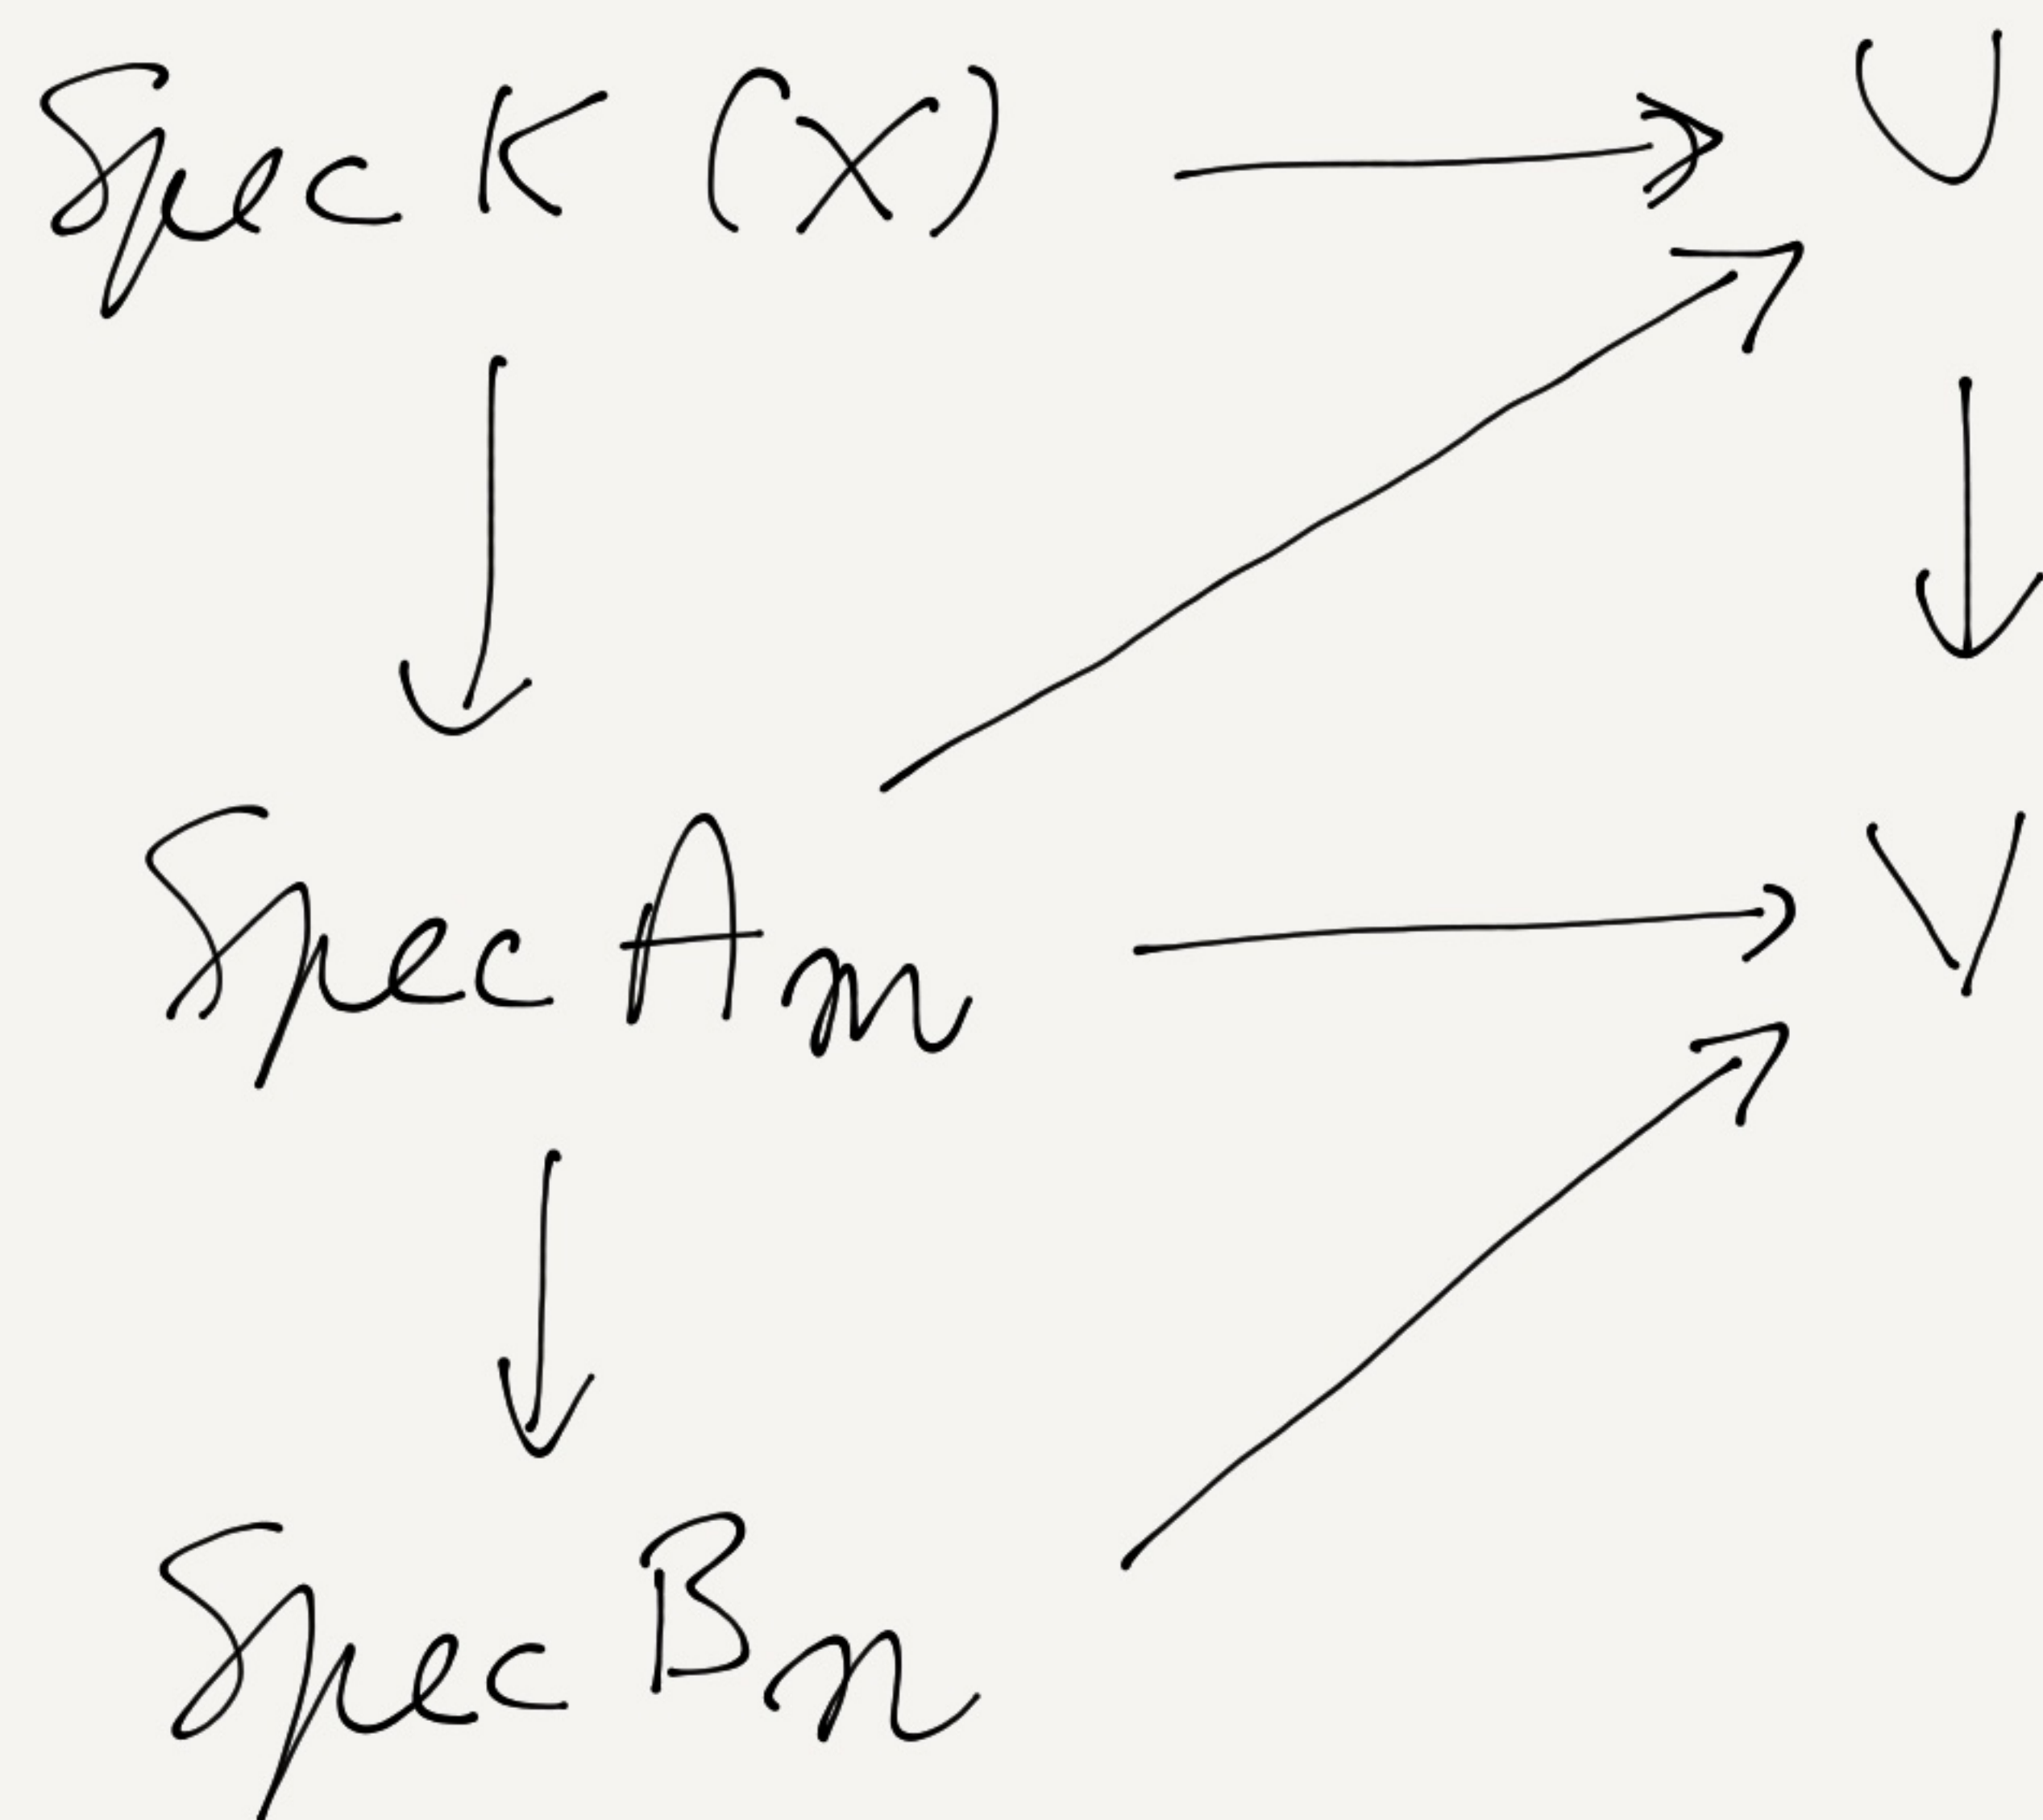 Spec K (X) → U
↓ ↗ ↓
Spec Am → V
↓ ↗
Spec Bn